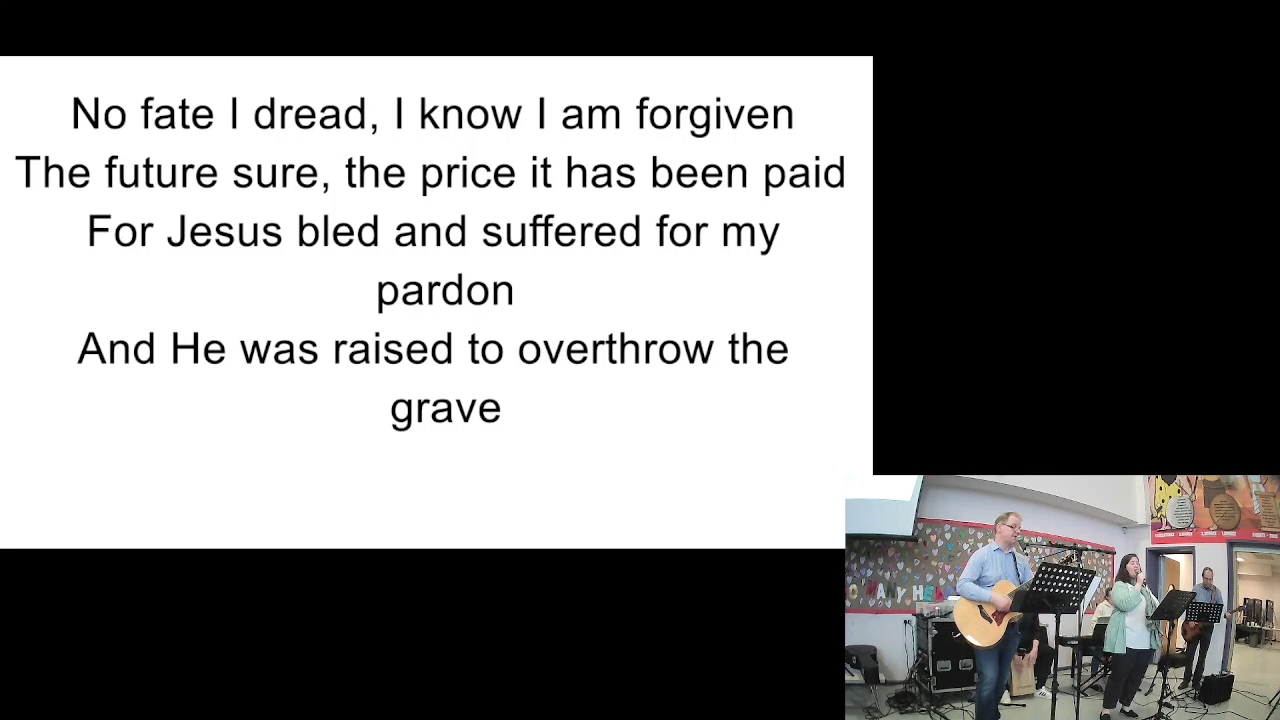 No fate I dread, I know I am forgiven
The future sure, the price it has been paid
For Jesus bled and suffered for my
pardon
And He was raised to overthrow the
grave
MANY